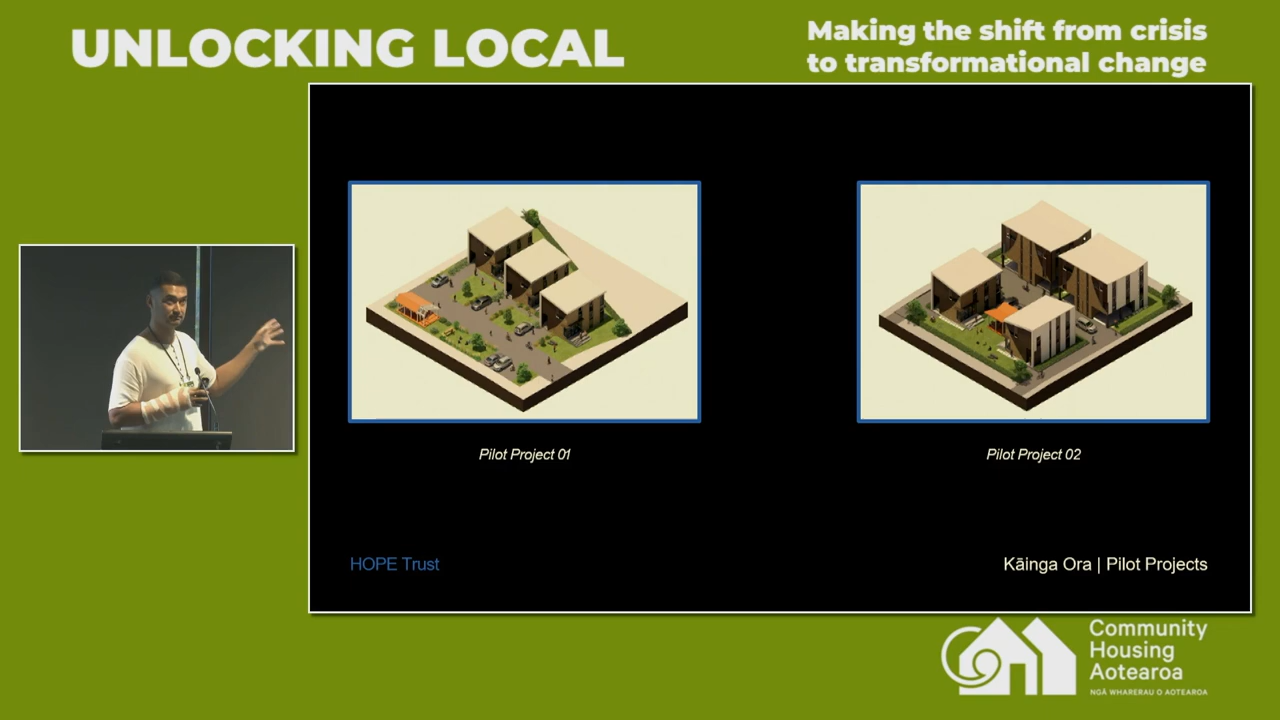 UNLOCKING LOCAL
Making the shift from crisis
to transformational change
Pilot Project 01
Pilot Project 02
HOPE Trust
Kāinga Ora | Pilot Projects
Community
Housing
Aotearoa
NGĀ WHARERAU O AOTEAROA